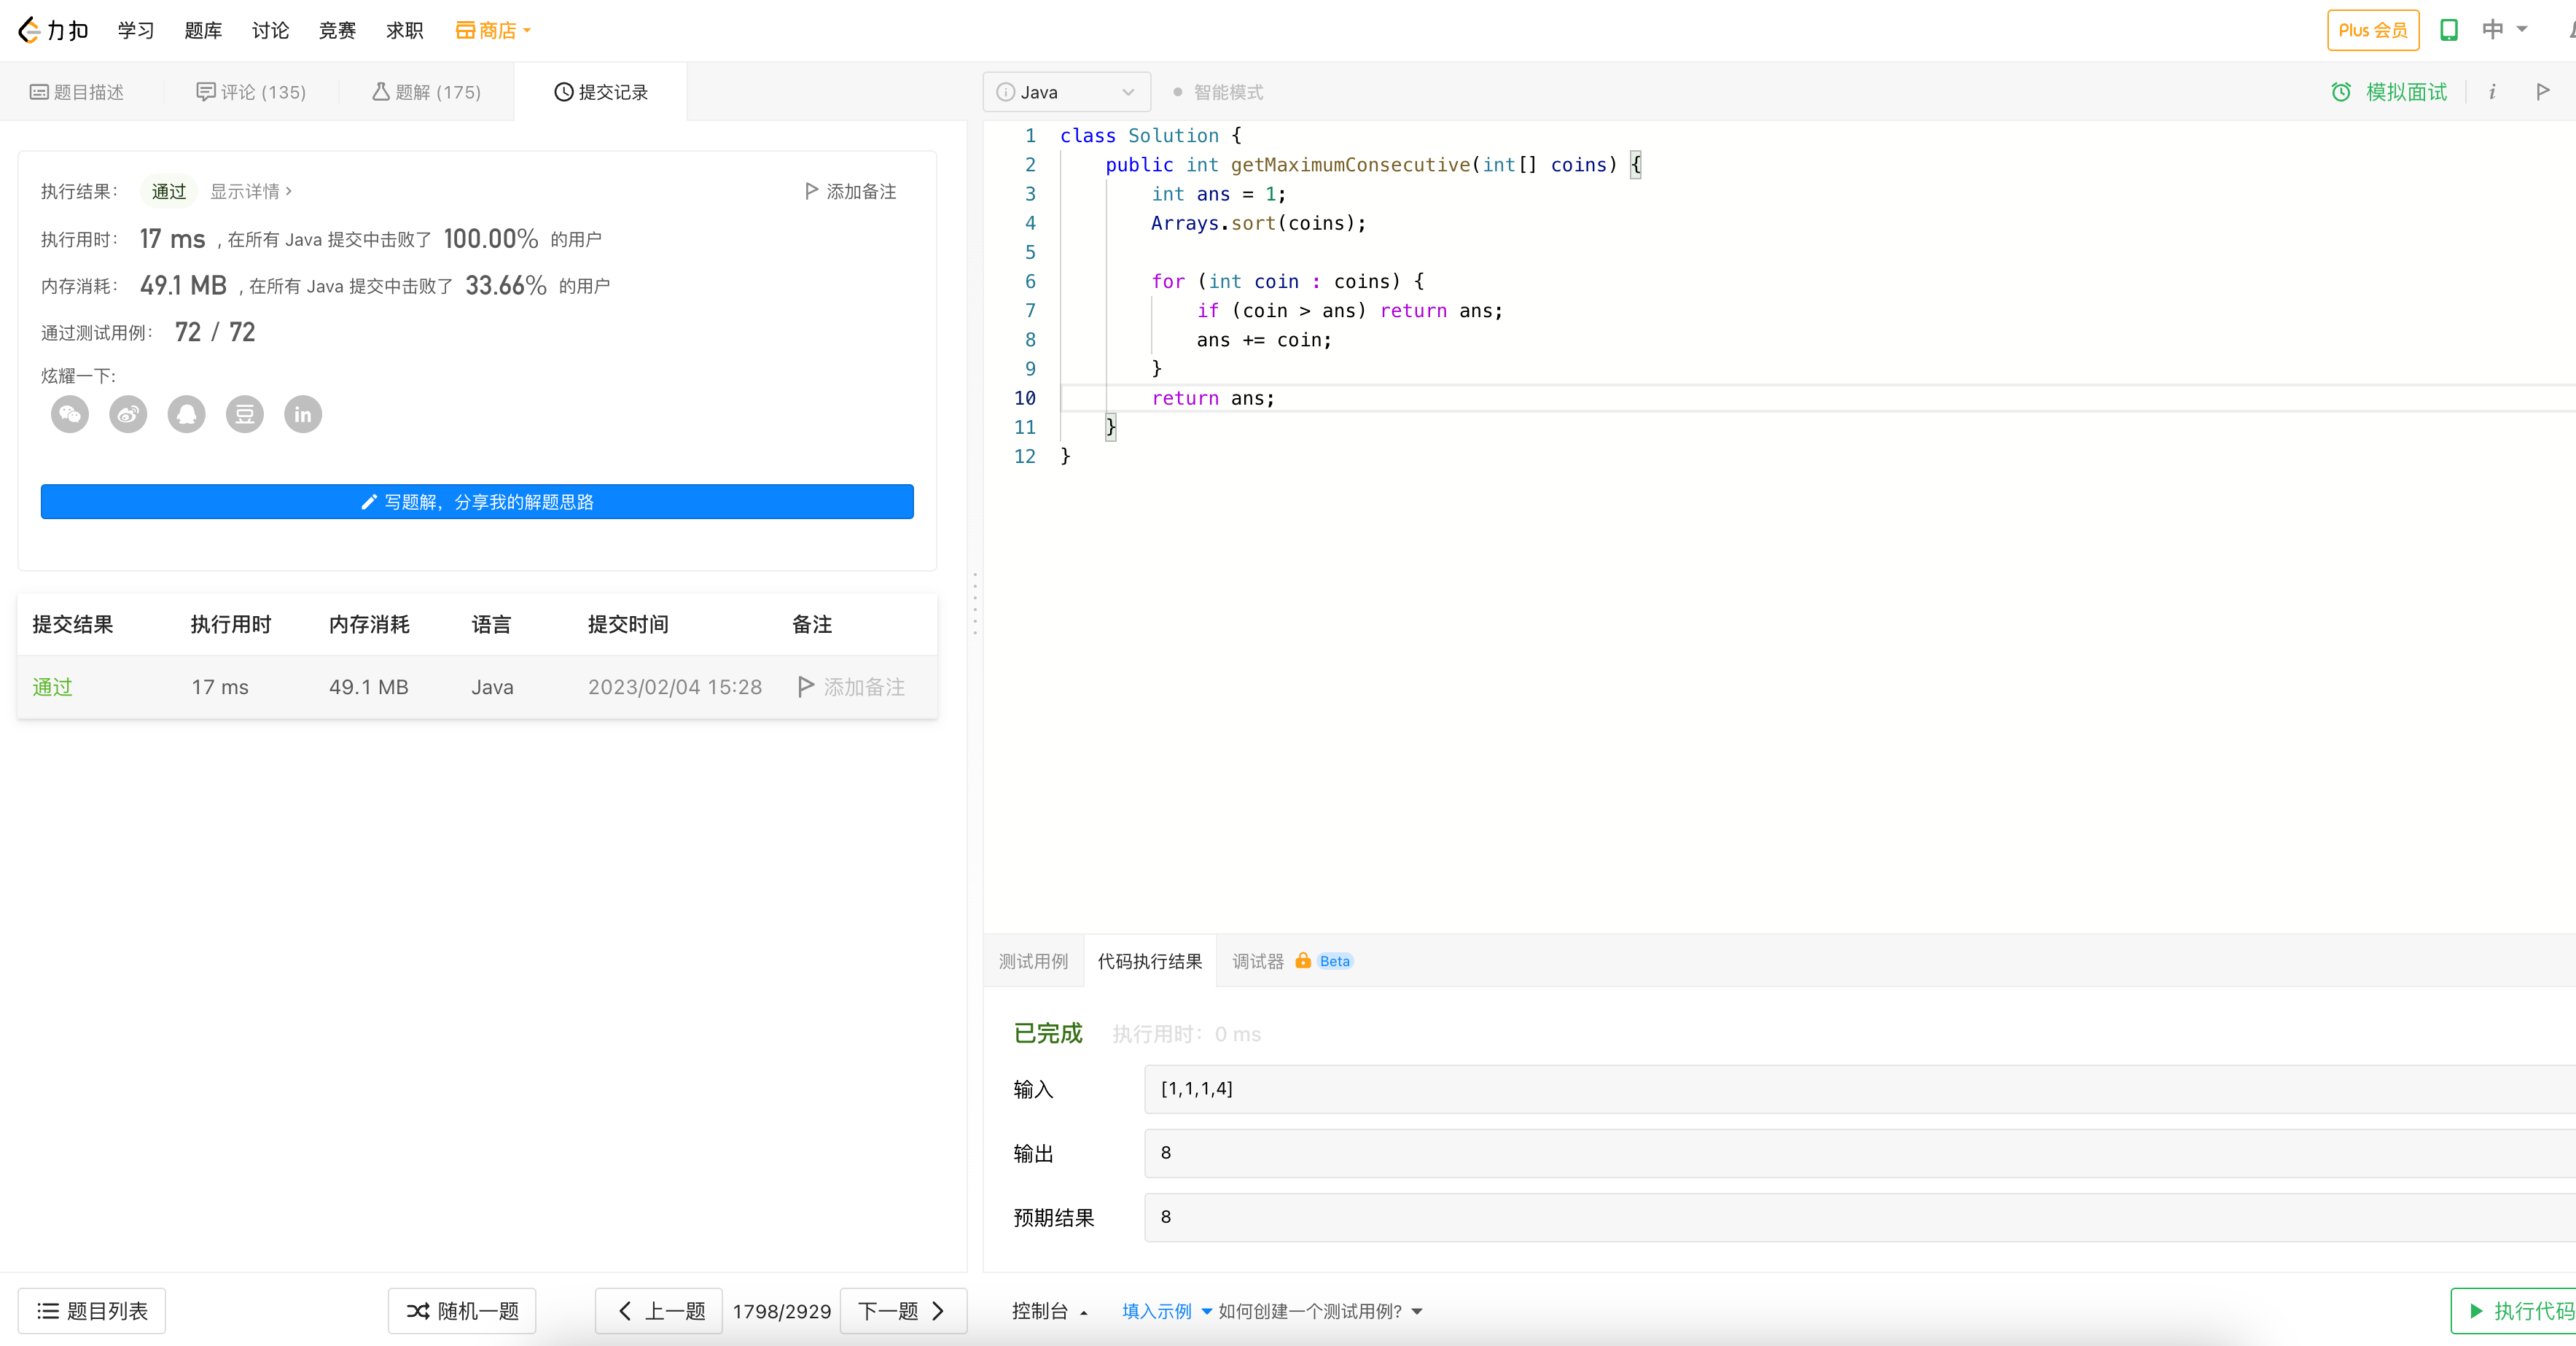 力扣 学习 题库 讨论 竞赛 求职 商店 Plus 会员 中
题目描述 评论 (135) 题解 (175) 提交记录
执行结果： 通过 显示详情 › 添加备注
执行用时： 17 ms , 在所有 Java 提交中击败了 100.00% 的用户
内存消耗： 49.1 MB , 在所有 Java 提交中击败了 33.66% 的用户
通过测试用例： 72 / 72
炫耀一下:
写题解，分享我的解题思路
提交结果 执行用时 内存消耗 语言 提交时间 备注
通过 17 ms 49.1 MB Java 2023/02/04 15:28 添加备注
Java 智能模式 模拟面试 i
1 class Solution {
2 public int getMaximumConsecutive(int[] coins) {
3 int ans = 1;
4 Arrays.sort(coins);
5
6 for (int coin : coins) {
7 if (coin > ans) return ans;
8 ans += coin;
9 }
10 return ans;
11 }
12 }
测试用例 代码执行结果 调试器 Beta
已完成 执行用时：0 ms
输入 [1,1,1,4]
输出 8
预期结果 8
题目列表 随机一题 上一题 1798/2929 下一题 控制台 填入示例 如何创建一个测试用例? 执行代码